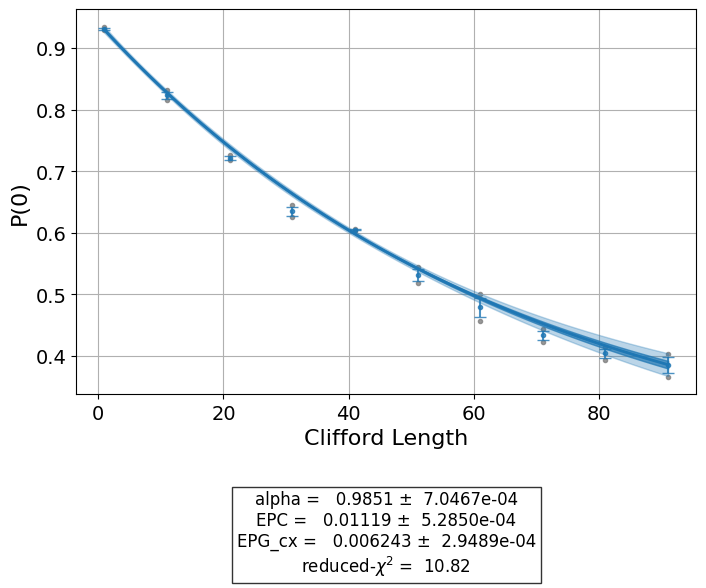 0.9
0.8
0.7
0.6
0.5
0.4
P(0)
0 20 40 60 80
Clifford Length
alpha = 0.9851 ± 7.0467e-04
EPC = 0.01119 ± 5.2850e-04
EPG_cx = 0.006243 ± 2.9489e-04
reduced-χ² = 10.82